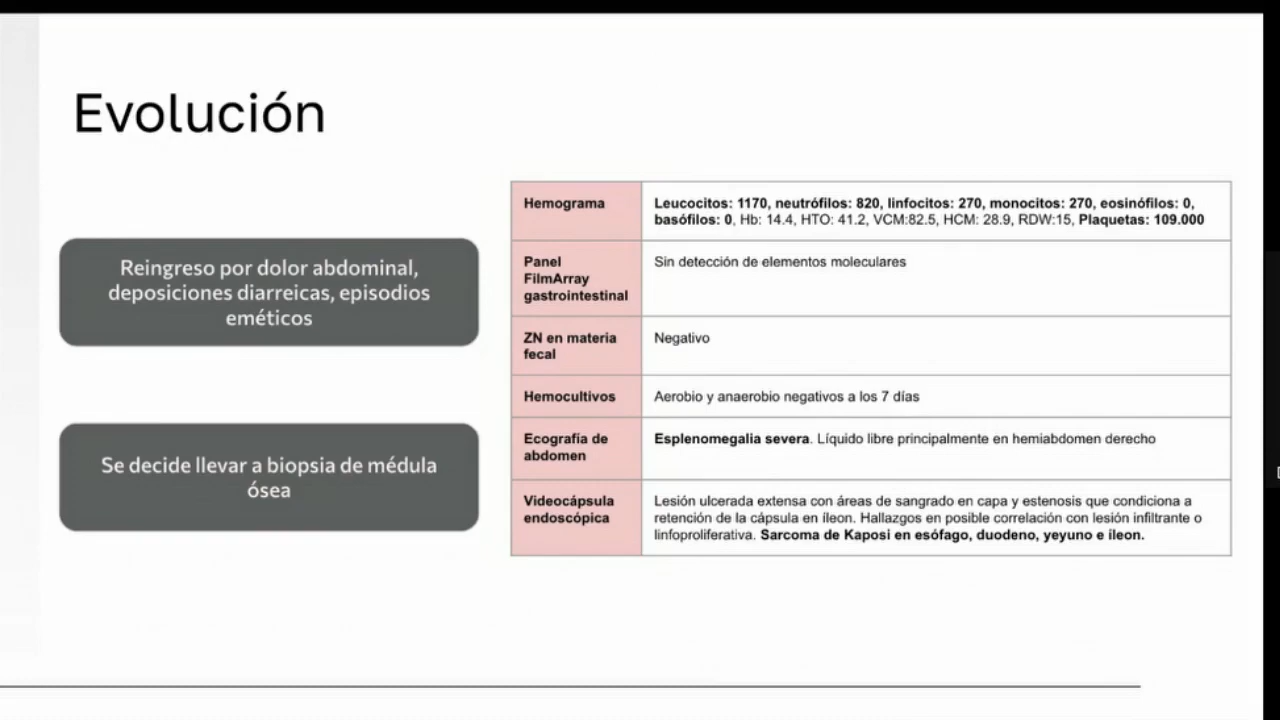 Evolución
Reingreso por dolor abdominal,
deposiciones diarreicas, episodios
eméticos
Se decide llevar a biopsia de médula
ósea
Hemograma
Leucocitos: 1170, neutrófilos: 820, linfocitos: 270, monocitos: 270, eosinófilos: 0,
basófilos: 0, Hb: 14.4, HTO: 41.2, VCM:82.5, HCM: 28.9, RDW:15, Plaquetas: 109.000
Panel
FilmArray
gastrointestinal
Sin detección de elementos moleculares
ZN en materia
fecal
Negativo
Hemocultivos
Aerobio y anaerobio negativos a los 7 días
Ecografía de
abdomen
Esplenomegalia severa. Líquido libre principalmente en hemiabdomen derecho
Videocápsula
endoscópica
Lesión ulcerada extensa con áreas de sangrado en capa y estenosis que condiciona a
retención de la cápsula en íleon. Hallazgos en posible correlación con lesión infiltrante o
linfoproliferativa. Sarcoma de Kaposi en esófago, duodeno, yeyuno e ileon.